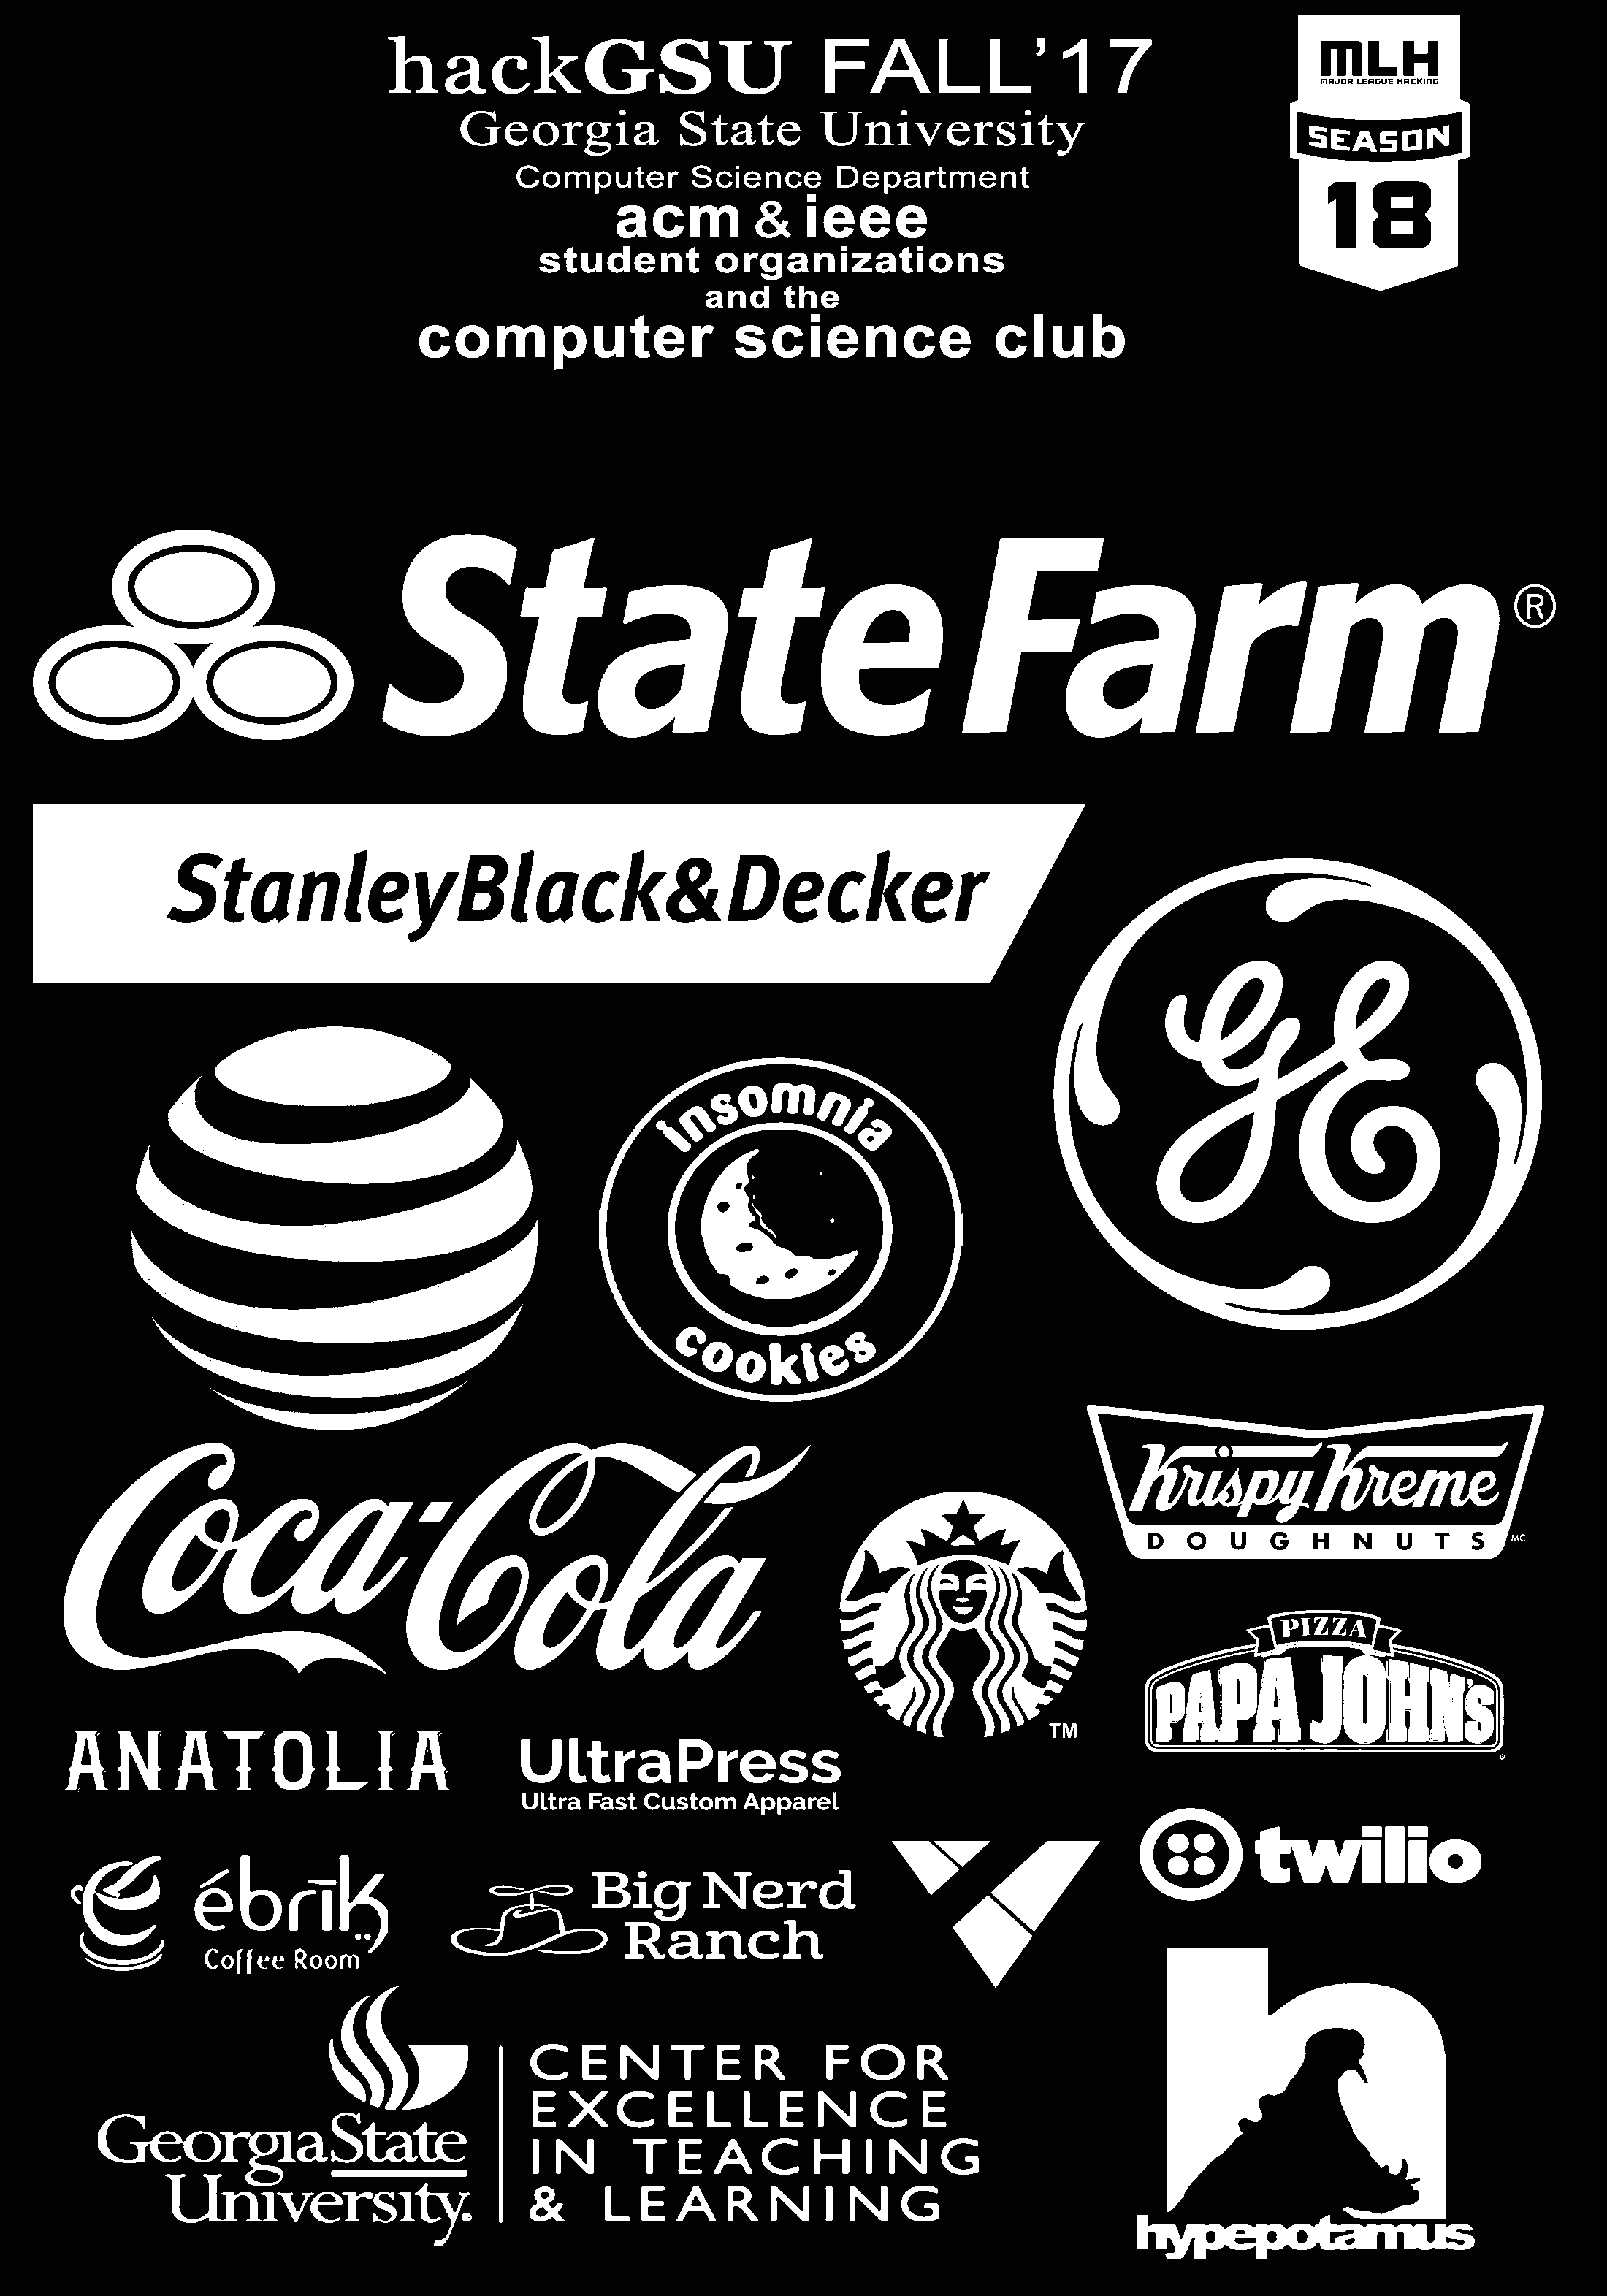 hackGSU FALL'17
Georgia State University
Computer Science Department
acm & ieee
student organizations
and the
computer science club
MLH
MAJOR LEAGUE HACKING
SEASON
18
StateFarm®
StanleyBlack&Decker
GE
insomnia
cookies
Coca-Cola
Krispy Kreme
DOUGHNUTS MC
TM
PIZZA
PAPA JOHN'S
ANATOLIA
UltraPress
Ultra Fast Custom Apparel
twilio
ébrik
Coffee Room
Big Nerd
Ranch
GeorgiaState
University.
CENTER FOR
EXCELLENCE
IN TEACHING
& LEARNING
h
hypepotamus